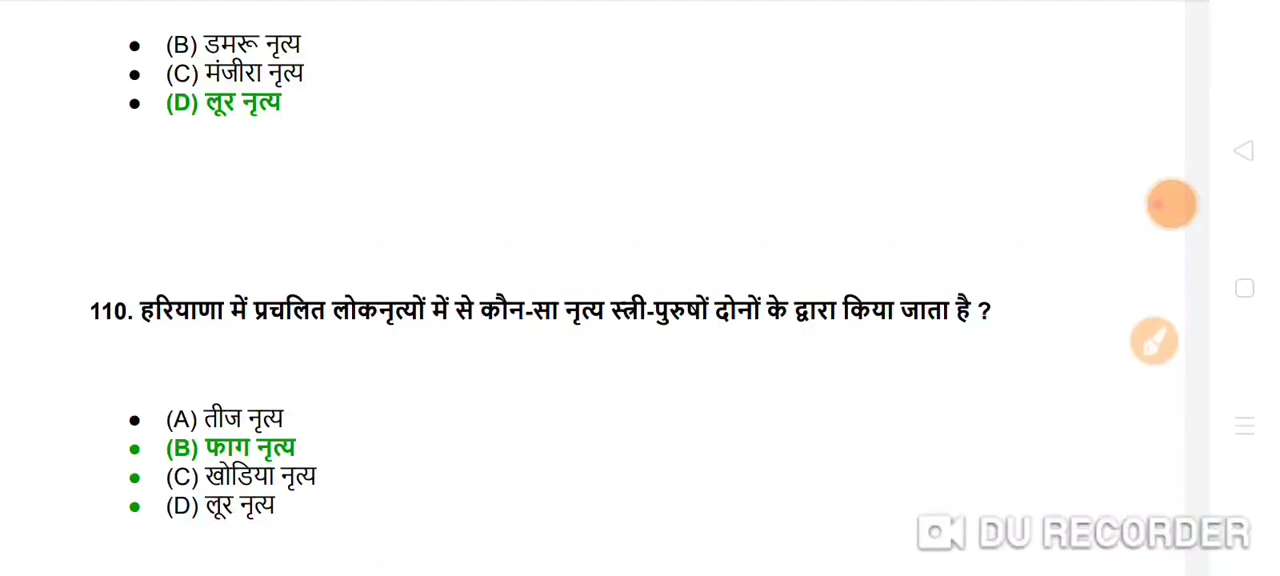 (B) डमरू नृत्य
(C) मंजीरा नृत्य
(D) लूर नृत्य
110. हरियाणा में प्रचलित लोकनृत्यों में से कौन-सा नृत्य स्त्री-पुरुषों दोनों के द्वारा किया जाता है ?
(A) तीज नृत्य
(B) फाग नृत्य
(C) खोडिया नृत्य
(D) लूर नृत्य
DU RECORDER